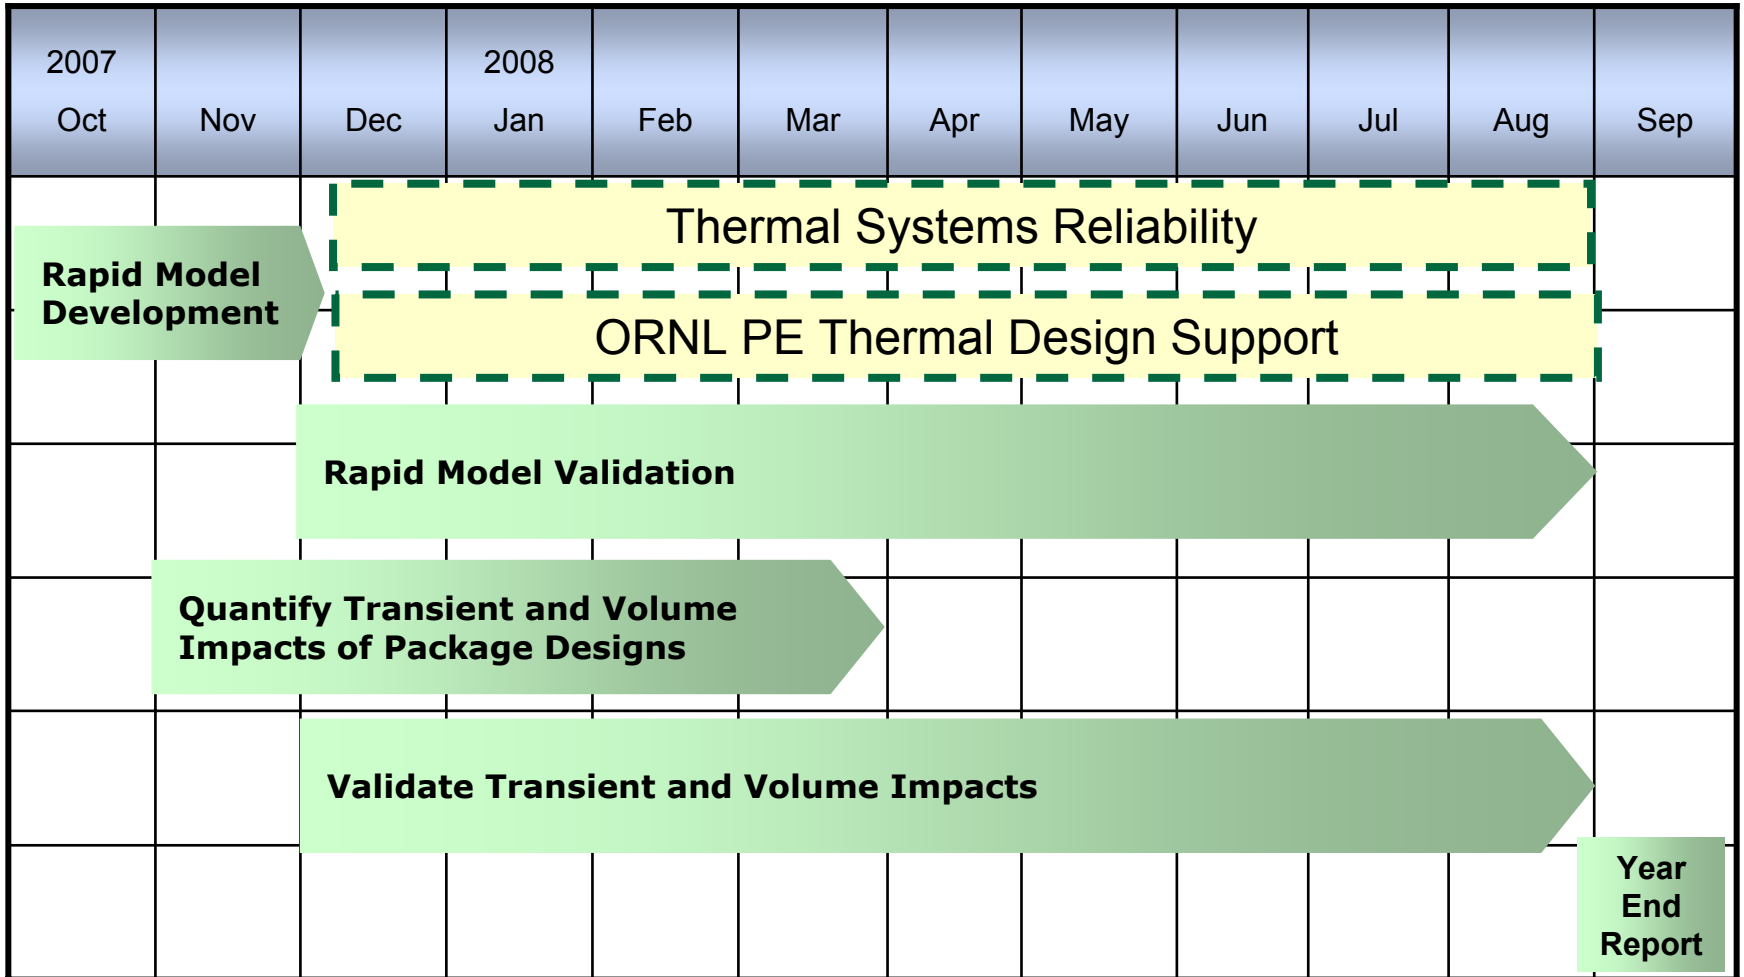 2007 2008
Oct Nov Dec Jan Feb Mar Apr May Jun Jul Aug Sep
Thermal Systems Reliability
Rapid Model
Development
ORNL PE Thermal Design Support
Rapid Model Validation
Quantify Transient and Volume
Impacts of Package Designs
Validate Transient and Volume Impacts
Year
End
Report